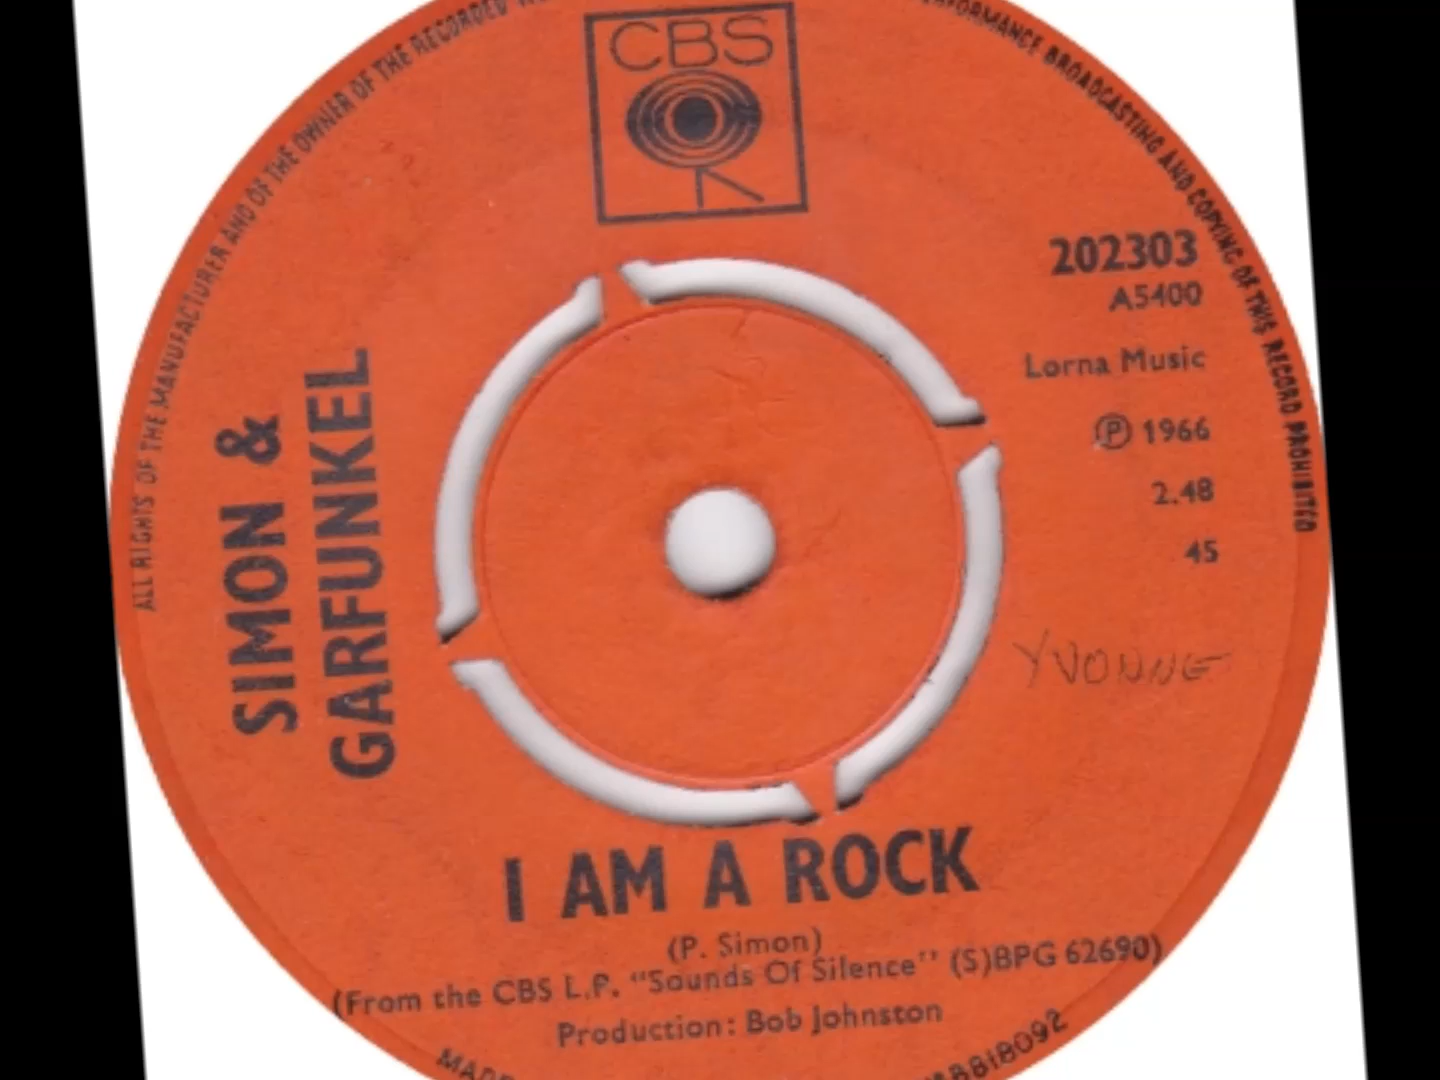 ALL RIGHTS OF THE MANUFACTURER AND OF THE OWNER OF THE RECORDED
PERFORMANCE BROADCASTING AND COPYING OF THIS RECORD PROHIBITED
CBS
202303
A5400
Lorna Music
Ⓟ 1966
2.48
45
YVONNE
SIMON &
GARFUNKEL
I AM A ROCK
(P. Simon)
(From the CBS L.P. “Sounds Of Silence” (S)BPG 62690)
Production: Bob Johnston
MADE